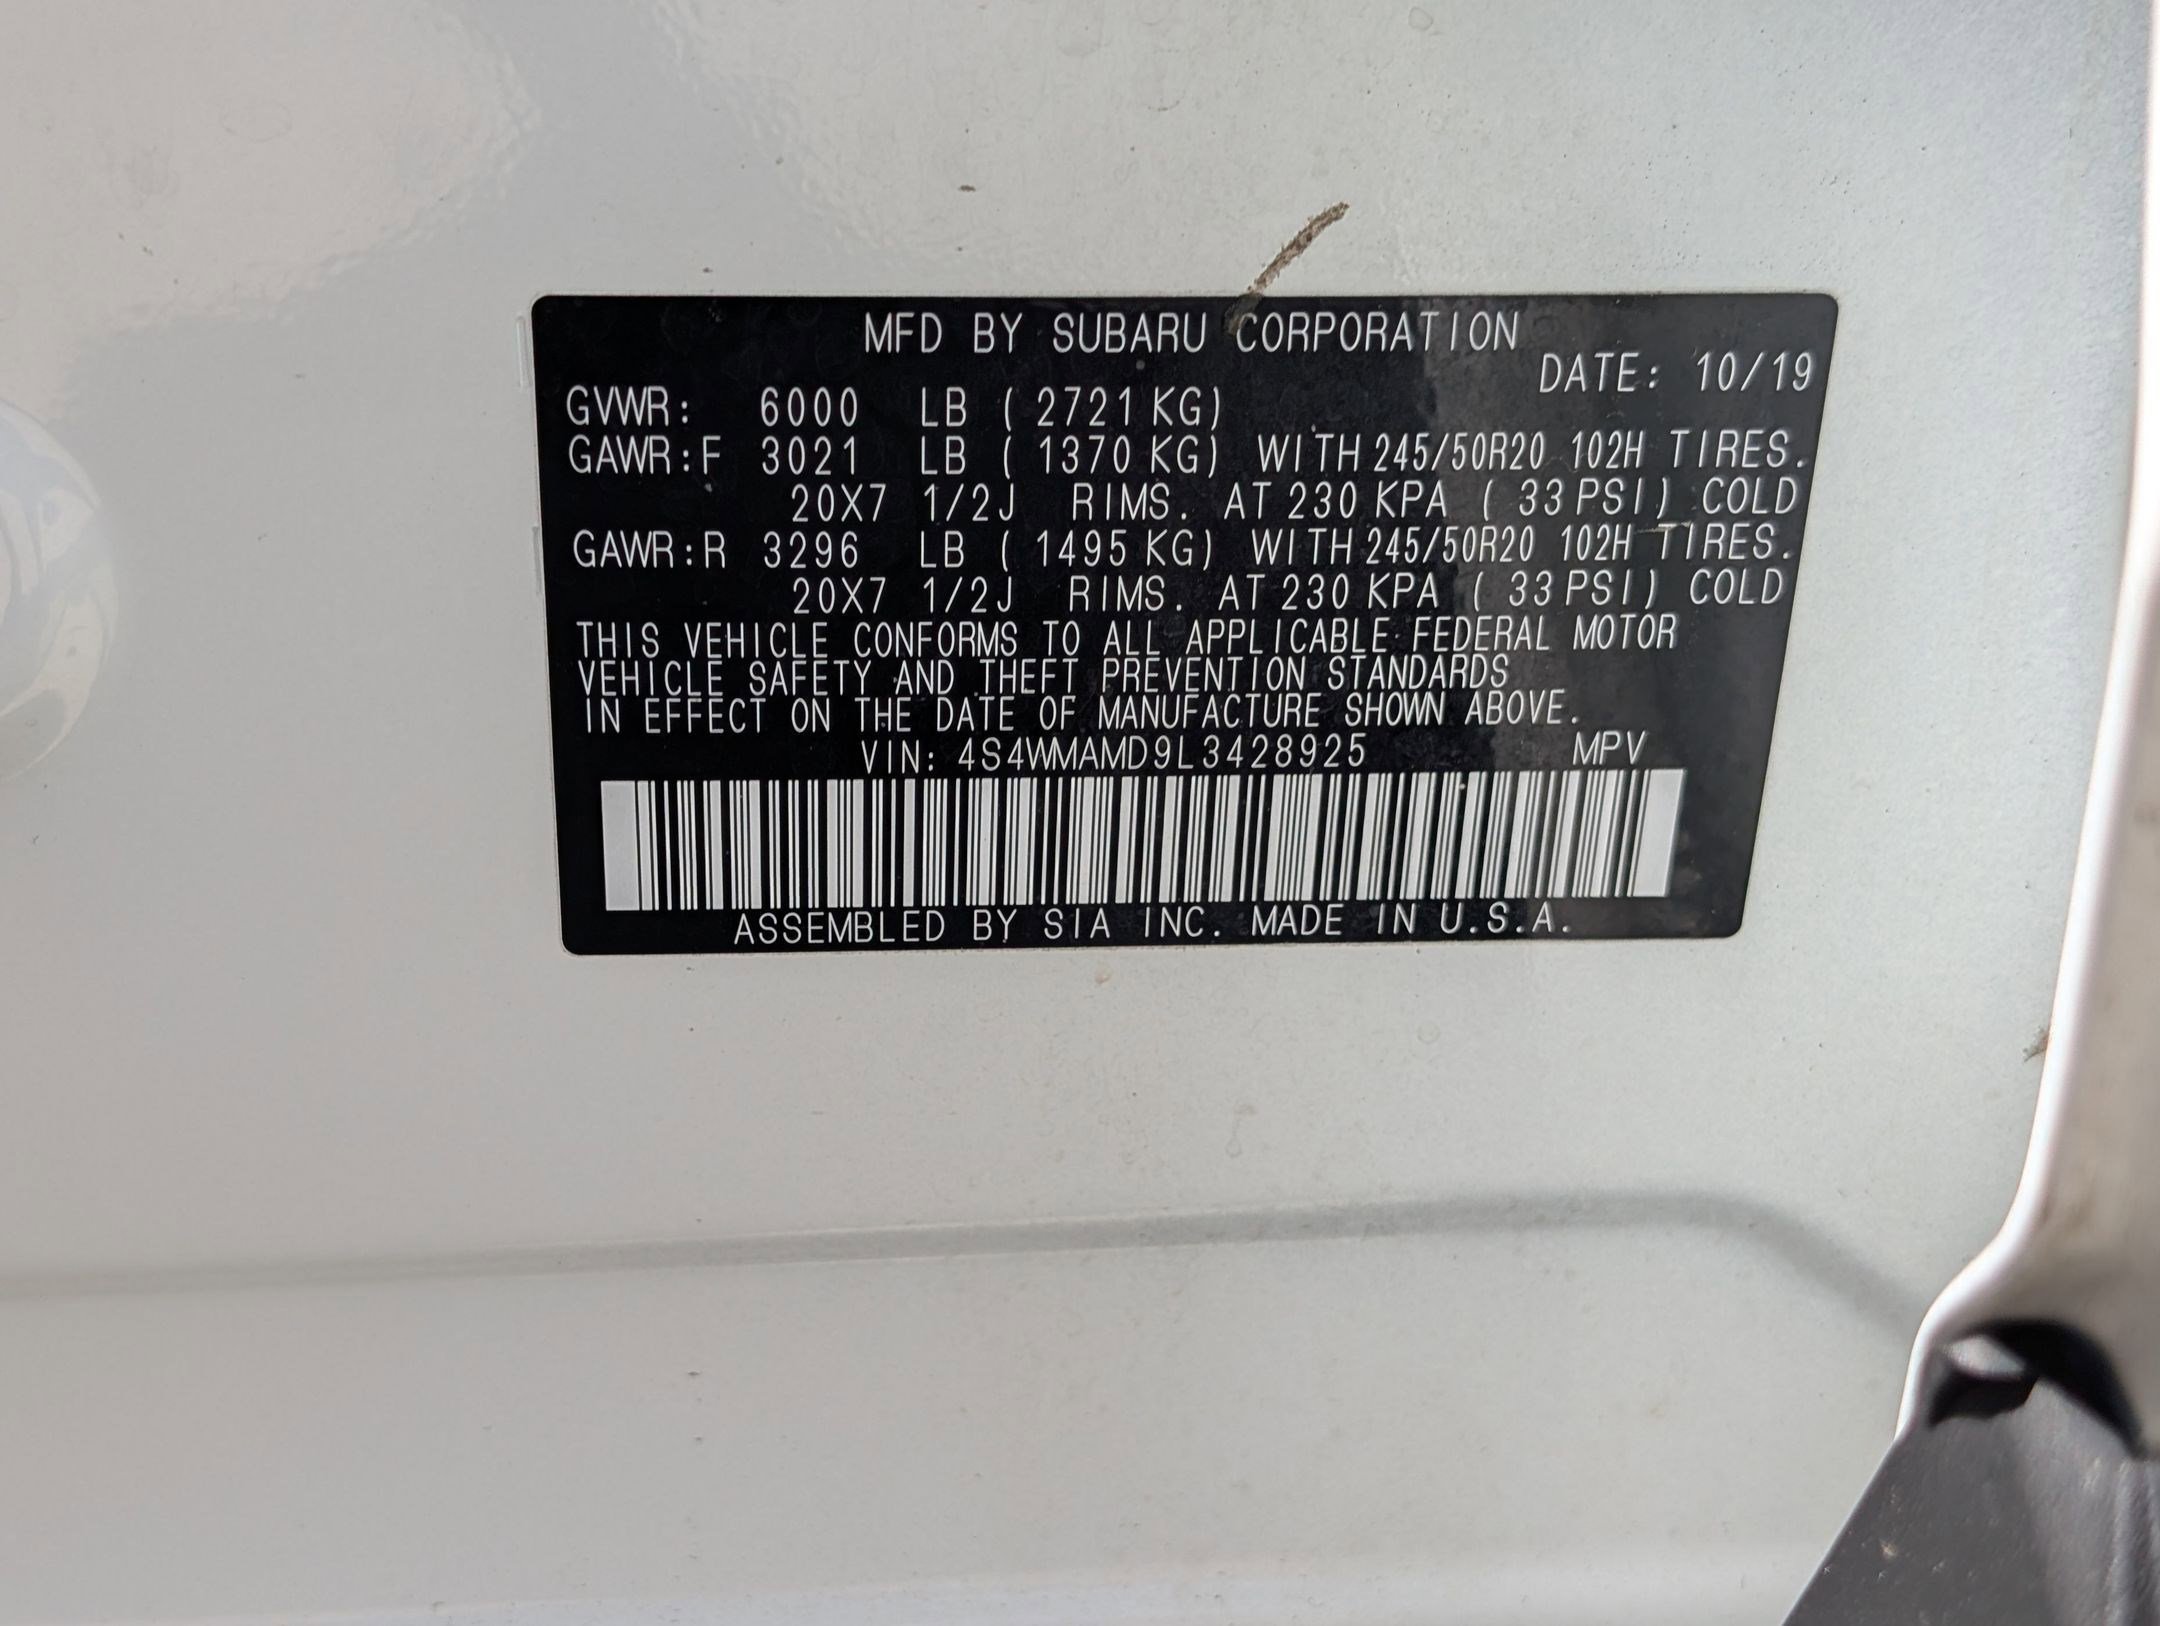 MFD BY SUBARU CORPORATION
DATE: 10/19
GVWR: 6000 LB ( 2721 KG)
GAWR:F 3021 LB ( 1370 KG) WITH 245/50R20 102H TIRES.
20X7 1/2J RIMS. AT 230 KPA ( 33 PSI) COLD
GAWR:R 3296 LB ( 1495 KG) WITH 245/50R20 102H TIRES.
20X7 1/2J RIMS. AT 230 KPA ( 33 PSI) COLD
THIS VEHICLE CONFORMS TO ALL APPLICABLE FEDERAL MOTOR
VEHICLE SAFETY AND THEFT PREVENTION STANDARDS
IN EFFECT ON THE DATE OF MANUFACTURE SHOWN ABOVE.
VIN: 4S4WMAMD9L3428925 MPV
ASSEMBLED BY SIA INC. MADE IN U.S.A.